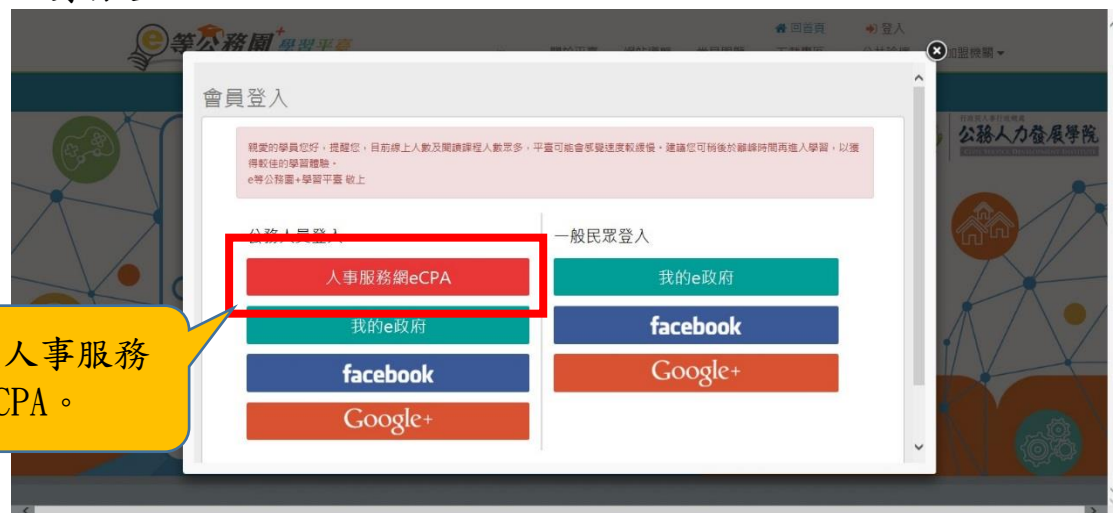 等公務園+學習平臺
回首頁
登入
加盟機關
公務人力發展學院
會員登入
親愛的學員您好，提醒您，目前線上人數及閱讀課程人數眾多，平臺可能會感覺速度較緩慢。建議您可稍後於離峰時間再進入學習，以獲
得較佳的學習體驗。
e等公務園+學習平臺 敬上
公務人員登入
人事服務網eCPA
我的e政府
facebook
Google+
一般民眾登入
我的e政府
facebook
Google+
人事服務
CPA。